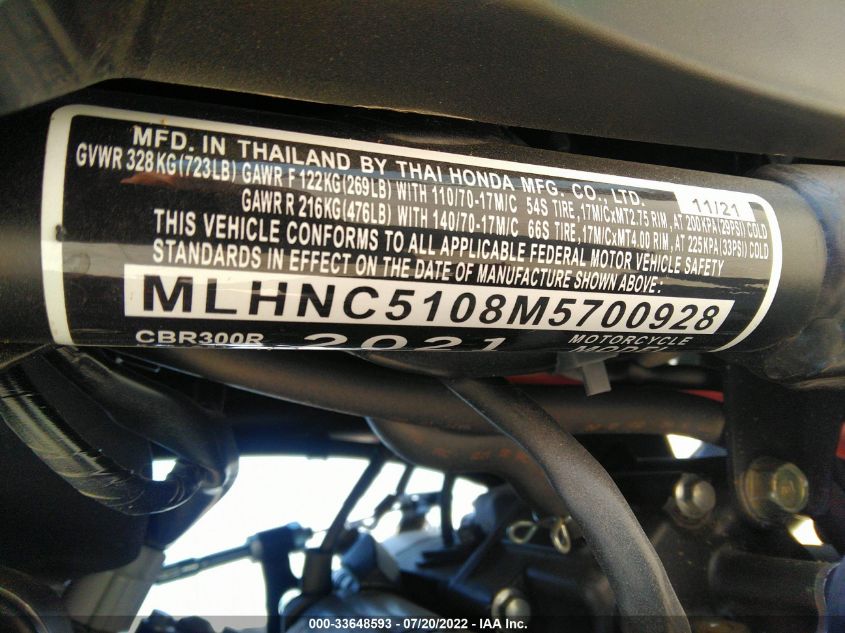 MFD. IN THAILAND BY THAI HONDA MFG. CO., LTD. 11/21
GVWR 328KG(723LB) GAWR F 122KG(269LB) WITH 110/70-17M/C 54S TIRE,17M/CxMT2.75 RIM, AT 200KPA(29PSI) COLD
GAWR R 216KG(476LB) WITH 140/70-17M/C 66S TIRE,17M/CxMT4.00 RIM, AT 225KPA(33PSI) COLD
THIS VEHICLE CONFORMS TO ALL APPLICABLE FEDERAL MOTOR VEHICLE SAFETY
STANDARDS IN EFFECT ON THE DATE OF MANUFACTURE SHOWN ABOVE:
MLHNC5108M5700928
CBR300R 2021 MOTORCYCLE
MODEL
000-33648593 - 07/20/2022 - IAA Inc.